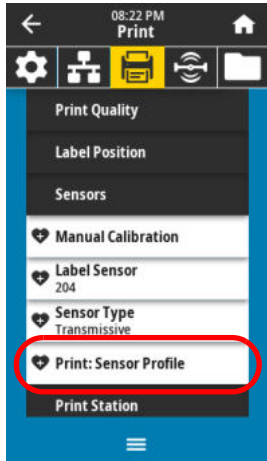 08:22 PM
Print
Print Quality
Label Position
Sensors
Manual Calibration
Label Sensor
204
Sensor Type
Transmissive
Print: Sensor Profile
Print Station